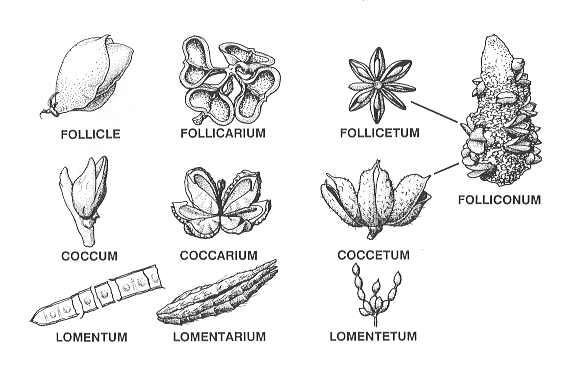 FOLLICLE
FOLLICARIUM
FOLLICETUM
FOLLICONUM
COCCUM
COCCARIUM
COCCETUM
LOMENTUM
LOMENTARIUM
LOMENTETUM